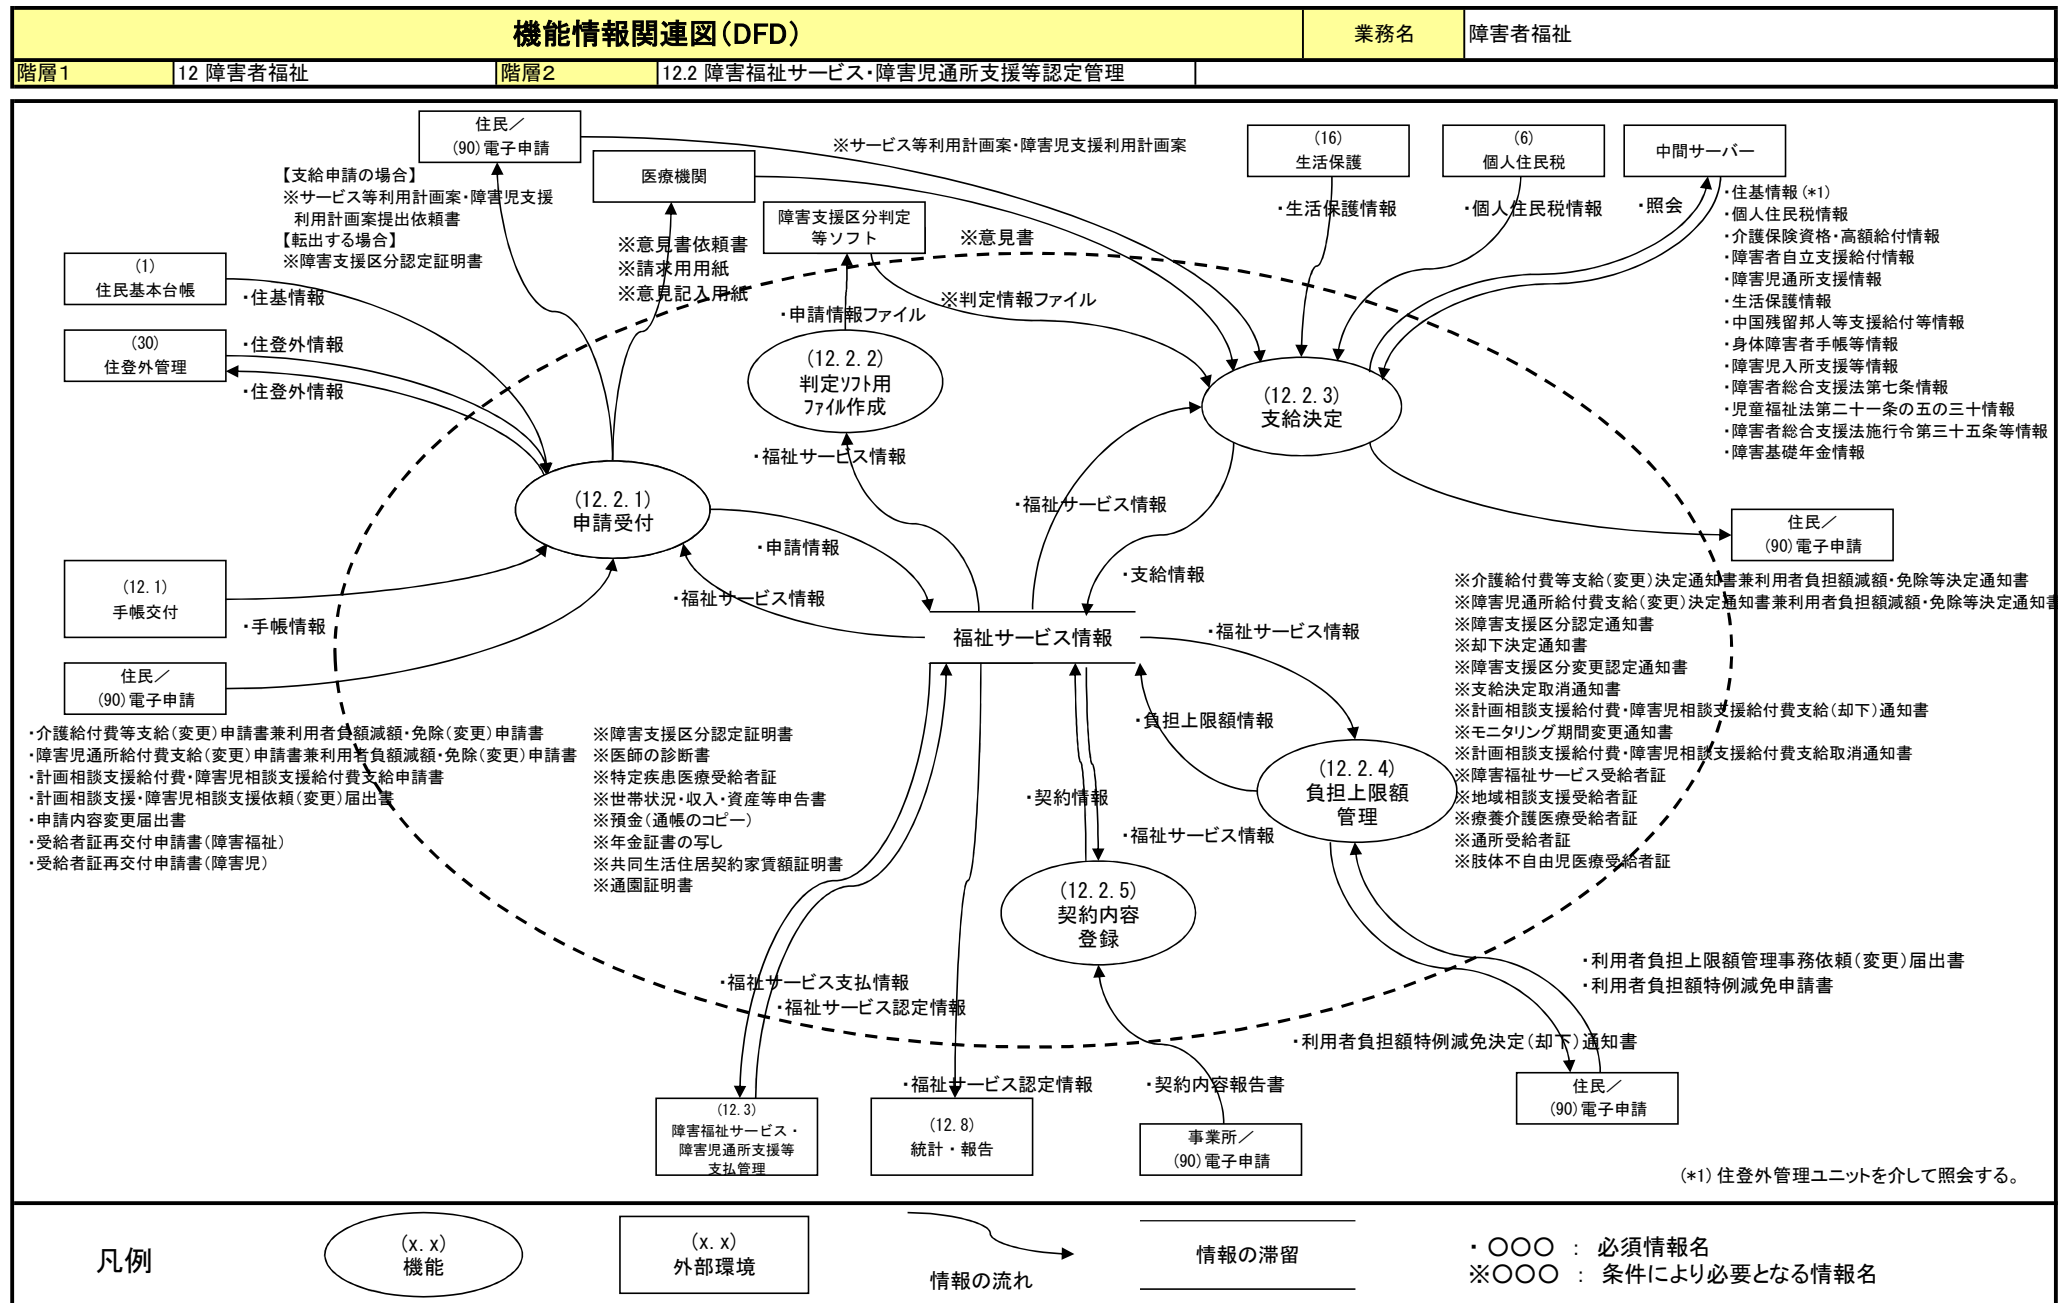 機能情報関連図(DFD)
業務名
障害者福祉
階層1
12 障害者福祉
階層2
12.2 障害福祉サービス・障害児通所支援等認定管理
住民／
(90)電子申請
※サービス等利用計画案・障害児支援利用計画案
(16)
生活保護
(6)
個人住民税
中間サーバー
医療機関
【支給申請の場合】
※サービス等利用計画案・障害児支援
利用計画案提出依頼書
【転出する場合】
※障害支援区分認定証明書
障害支援区分判定
等ソフト
※意見書
・生活保護情報
・個人住民税情報
・照会
・住基情報(*1)
・個人住民税情報
・介護保険資格・高額給付情報
・障害者自立支援給付情報
・障害児通所支援情報
・生活保護情報
・中国残留邦人等支援給付等情報
・身体障害者手帳等情報
・障害児入所支援等情報
・障害者総合支援法第七条情報
・児童福祉法第二十一条の五の三十情報
・障害者総合支援法施行令第三十五条等情報
・障害基礎年金情報
※意見書依頼書
※請求用用紙
※意見記入用紙
(1)
住民基本台帳
・住基情報
(30)
住登外管理
・住登外情報
・住登外情報
・申請情報ファイル
※判定情報ファイル
(12.2.2)
判定ソフト用
ファイル作成
(12.2.3)
支給決定
・福祉サービス情報
(12.2.1)
申請受付
・福祉サービス情報
・申請情報
住民／
(90)電子申請
(12.1)
手帳交付
・手帳情報
・福祉サービス情報
・支給情報
福祉サービス情報
・福祉サービス情報
住民／
(90)電子申請
※介護給付費等支給(変更)決定通知書兼利用者負担額減額・免除等決定通知書
※障害児通所給付費支給(変更)決定通知書兼利用者負担額減額・免除等決定通知書
※障害支援区分認定通知書
※却下決定通知書
※障害支援区分変更認定通知書
※支給決定取消通知書
※計画相談支援給付費・障害児相談支援給付費支給(却下)通知書
※モニタリング期間変更通知書
※計画相談支援給付費・障害児相談支援給付費支給取消通知書
※障害福祉サービス受給者証
※地域相談支援受給者証
※療養介護医療受給者証
※通所受給者証
※肢体不自由児医療受給者証
・介護給付費等支給(変更)申請書兼利用者負額減額・免除(変更)申請書
・障害児通所給付費支給(変更)申請書兼利用者負額減額・免除(変更)申請書
・計画相談支援給付費・障害児相談支援給付費支給申請書
・計画相談支援・障害児相談支援依頼(変更)届出書
・申請内容変更届出書
・受給者証再交付申請書(障害福祉)
・受給者証再交付申請書(障害児)
※障害支援区分認定証明書
※医師の診断書
※特定疾患医療受給者証
※世帯状況・収入・資産等申告書
※預金(通帳のコピー)
※年金証書の写し
※共同生活住居契約家賃額証明書
※通園証明書
・負担上限額情報
(12.2.4)
負担上限額
管理
・契約情報
・福祉サービス情報
(12.2.5)
契約内容
登録
・福祉サービス支払情報
・福祉サービス認定情報
・利用者負担上限額管理事務依頼(変更)届出書
・利用者負担額特例減免申請書
・利用者負担額特例減免決定(却下)通知書
・福祉サービス認定情報
・契約内容報告書
(12.3)
障害福祉サービス・
障害児通所支援等
支払管理
(12.8)
統計・報告
事業所／
(90)電子申請
住民／
(90)電子申請
(*1) 住登外管理ユニットを介して照会する。
凡例
(x.x)
機能
(x.x)
外部環境
情報の流れ
情報の滞留
・ 〇〇〇 ： 必須情報名
※〇〇〇 ： 条件により必要となる情報名